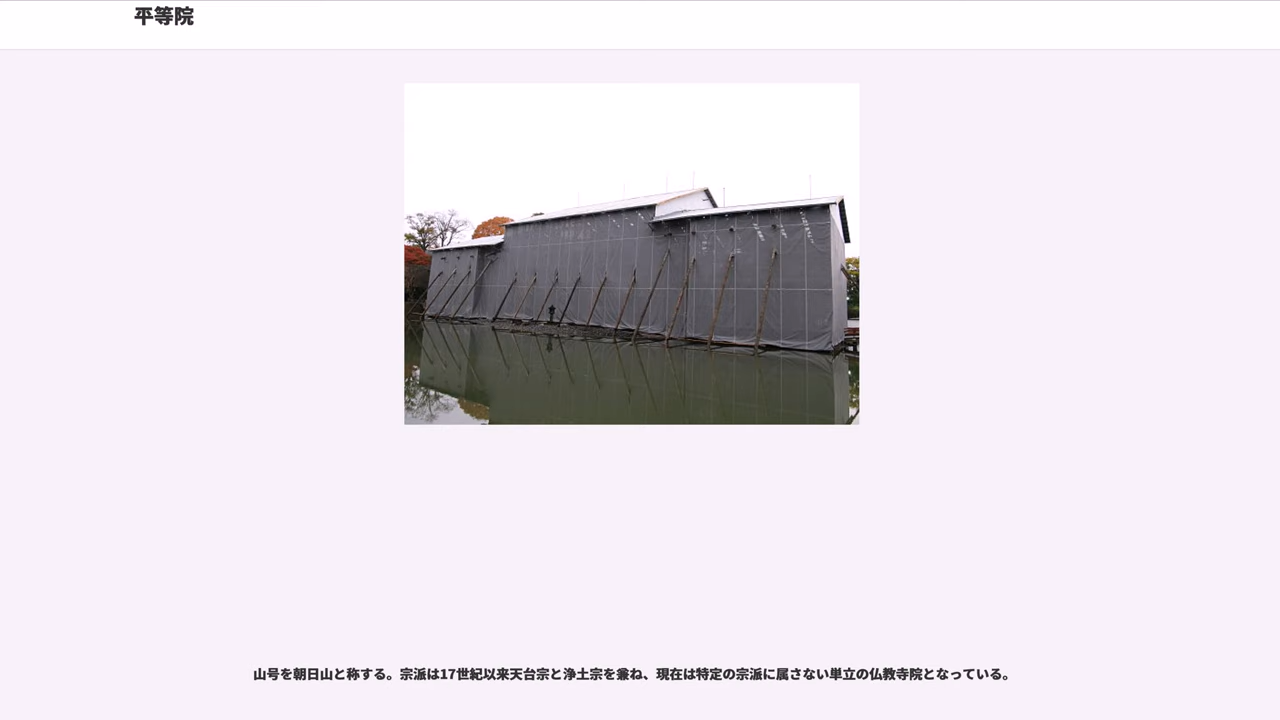 平等院
山号を朝日山と称する。宗派は17世紀以来天台宗と浄土宗を兼ね、現在は特定の宗派に属さない単立の仏教寺院となっている。